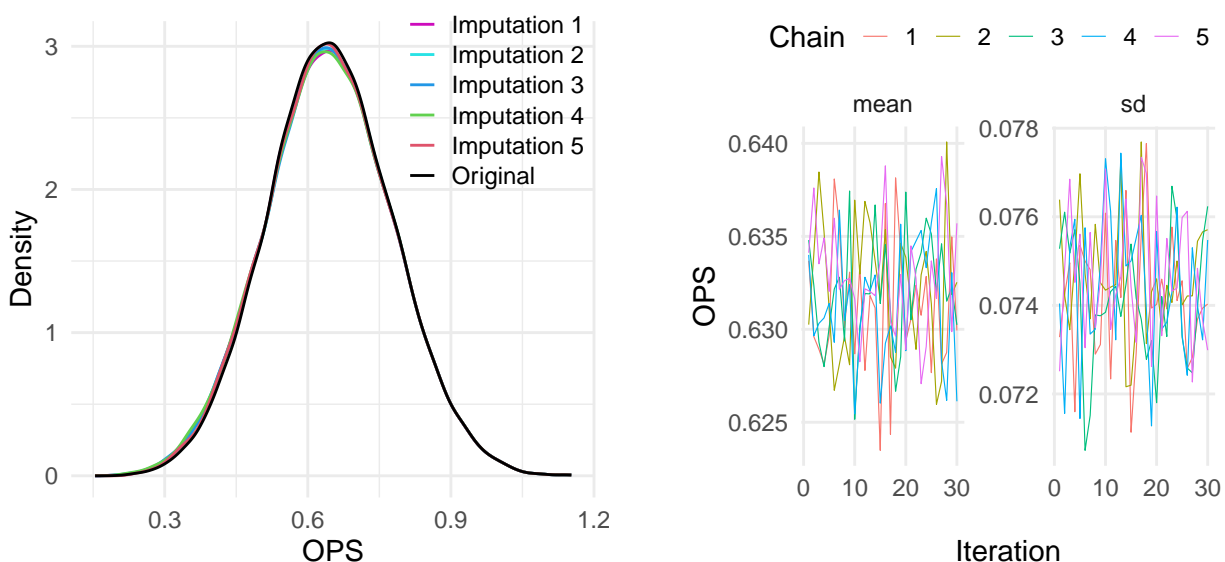 Imputation 1
Imputation 2
Imputation 3
Imputation 4
Imputation 5
Original
3
2
1
0
Density
0.3 0.6 0.9 1.2
OPS
Chain 1 2 3 4 5
mean sd
0.640
0.635
0.630
0.625
OPS
0.078
0.076
0.074
0.072
0 10 20 30 0 10 20 30
Iteration